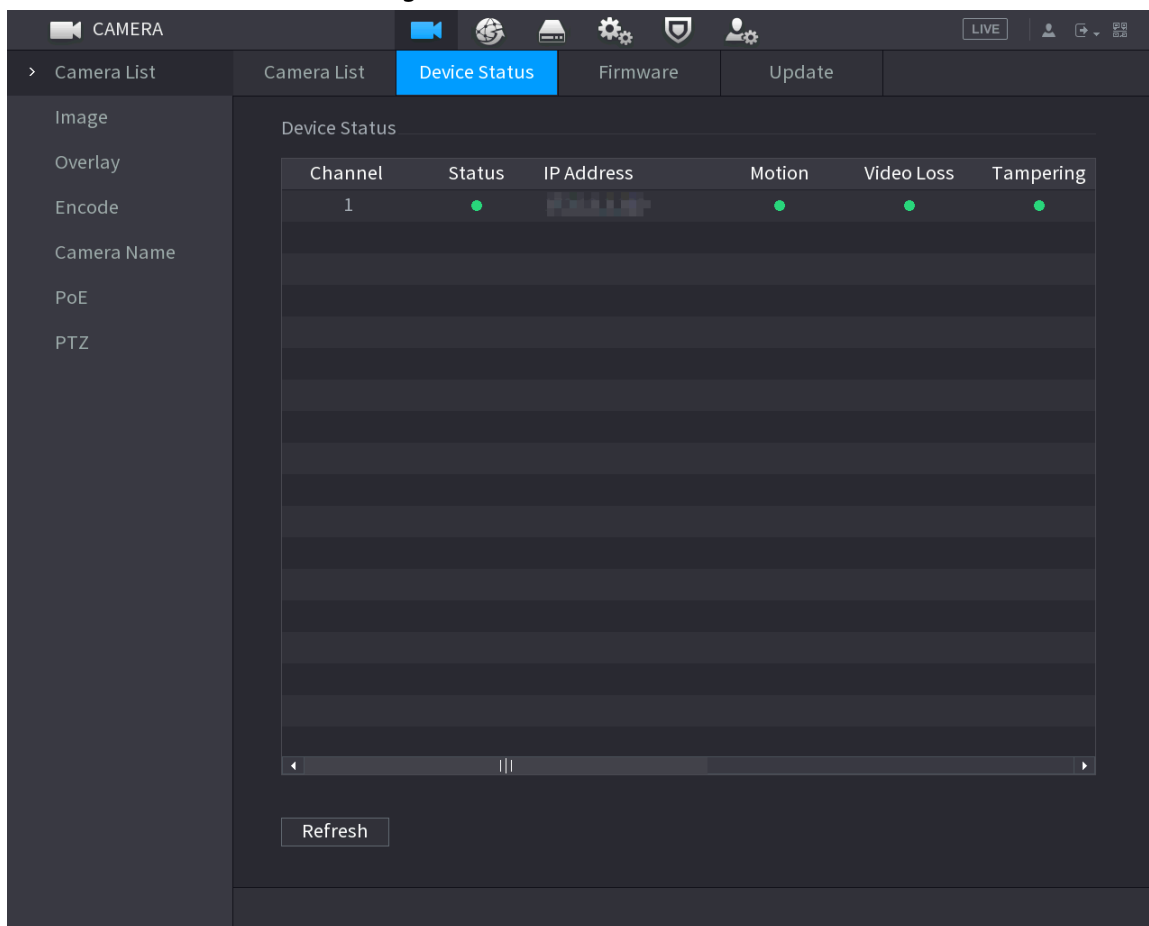 CAMERA LIVE
Camera List Camera List Device Status Firmware Update
Image
Device Status
Overlay
Channel Status IP Address Motion Video Loss Tampering
Encode
1
Camera Name
PoE
PTZ
Refresh